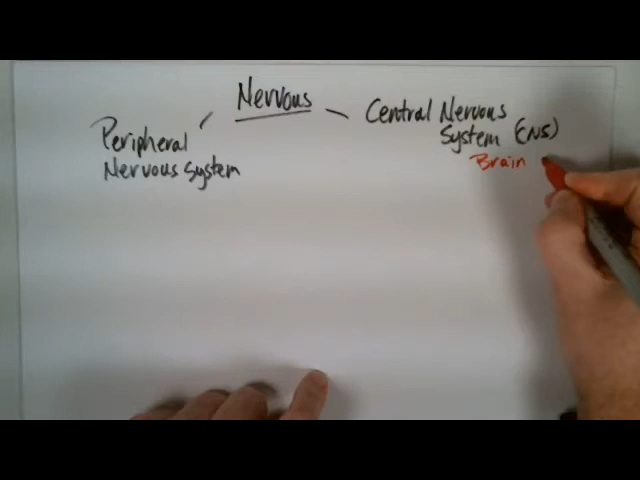 Nervous
Central Nervous
System (CNS)
Peripheral
Nervous System
Brain